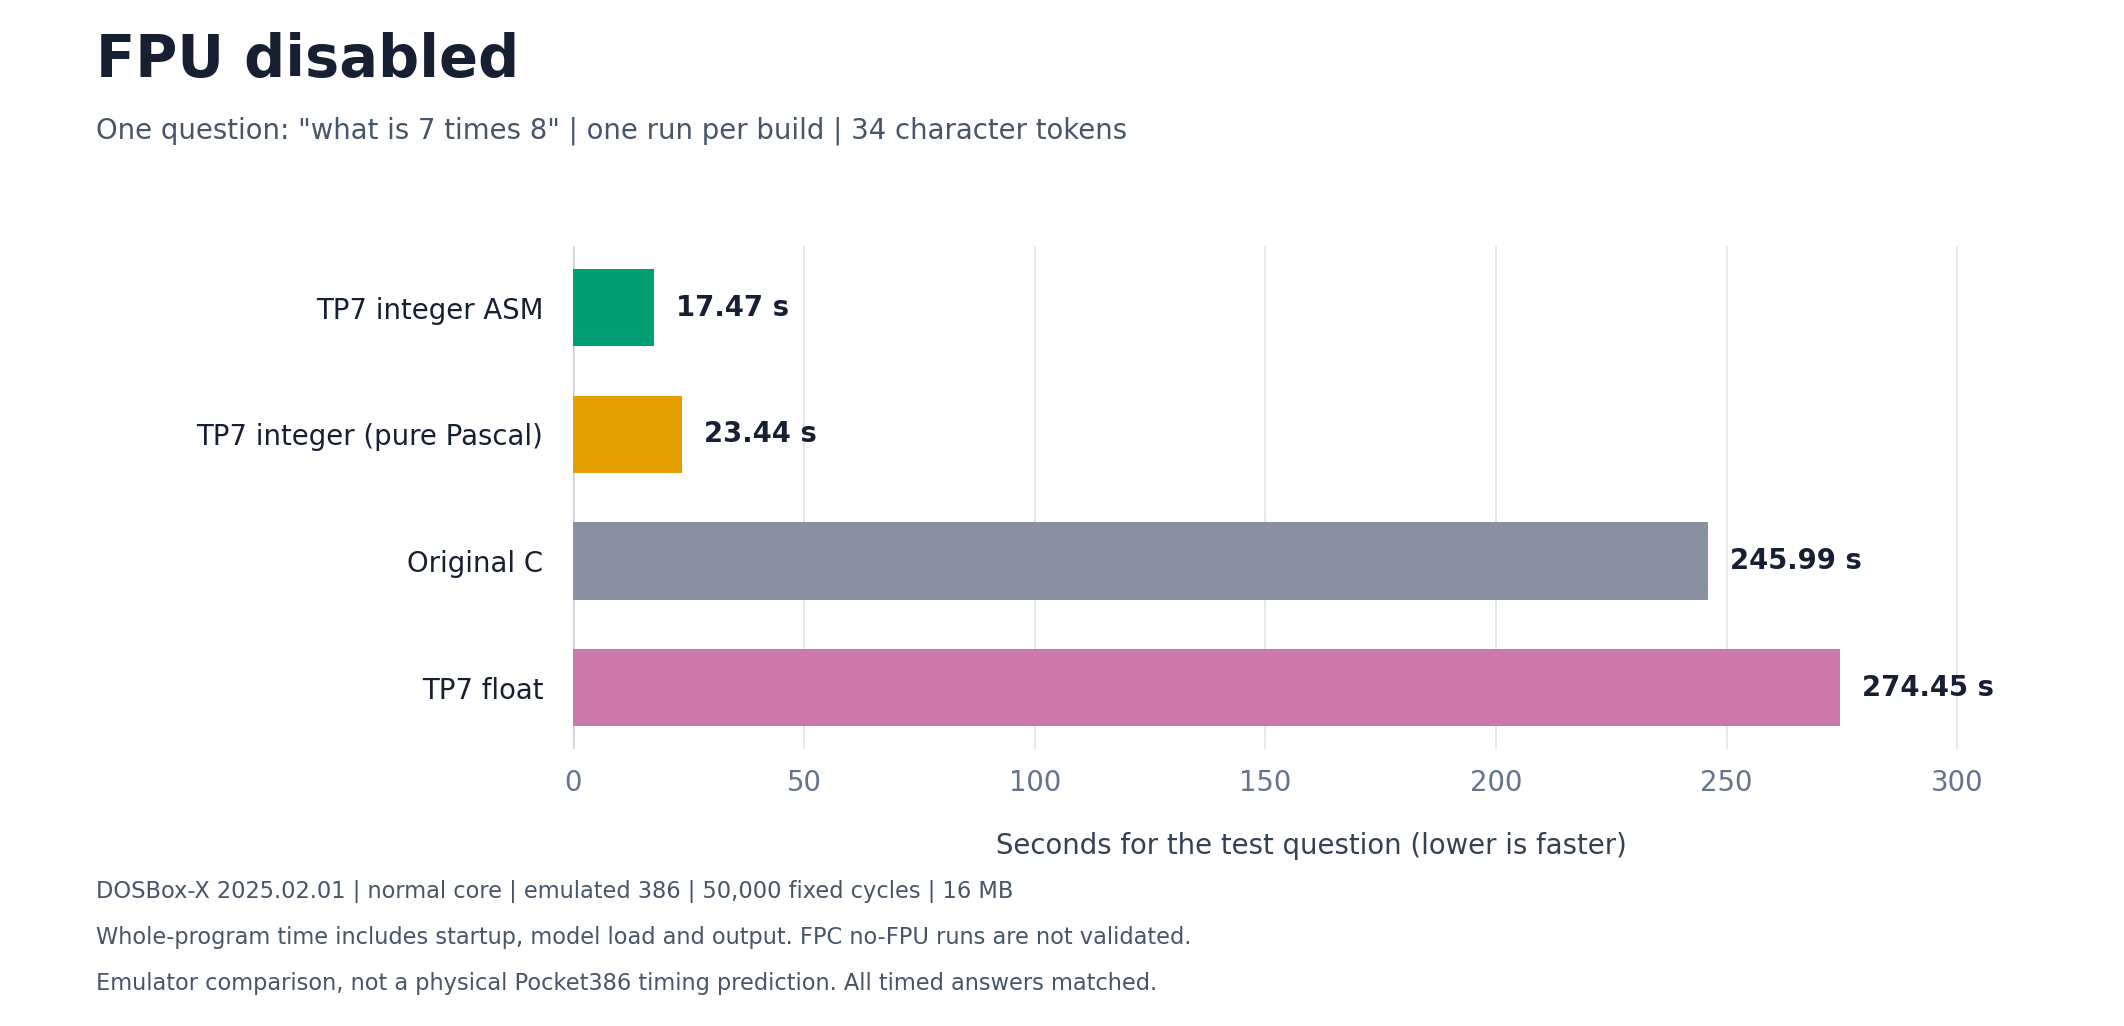 FPU disabled
One question: "what is 7 times 8" | one run per build | 34 character tokens
TP7 integer ASM
17.47 s
TP7 integer (pure Pascal)
23.44 s
Original C
245.99 s
TP7 float
274.45 s
0 50 100 150 200 250 300
Seconds for the test question (lower is faster)
DOSBox-X 2025.02.01 | normal core | emulated 386 | 50,000 fixed cycles | 16 MB
Whole-program time includes startup, model load and output. FPC no-FPU runs are not validated.
Emulator comparison, not a physical Pocket386 timing prediction. All timed answers matched.